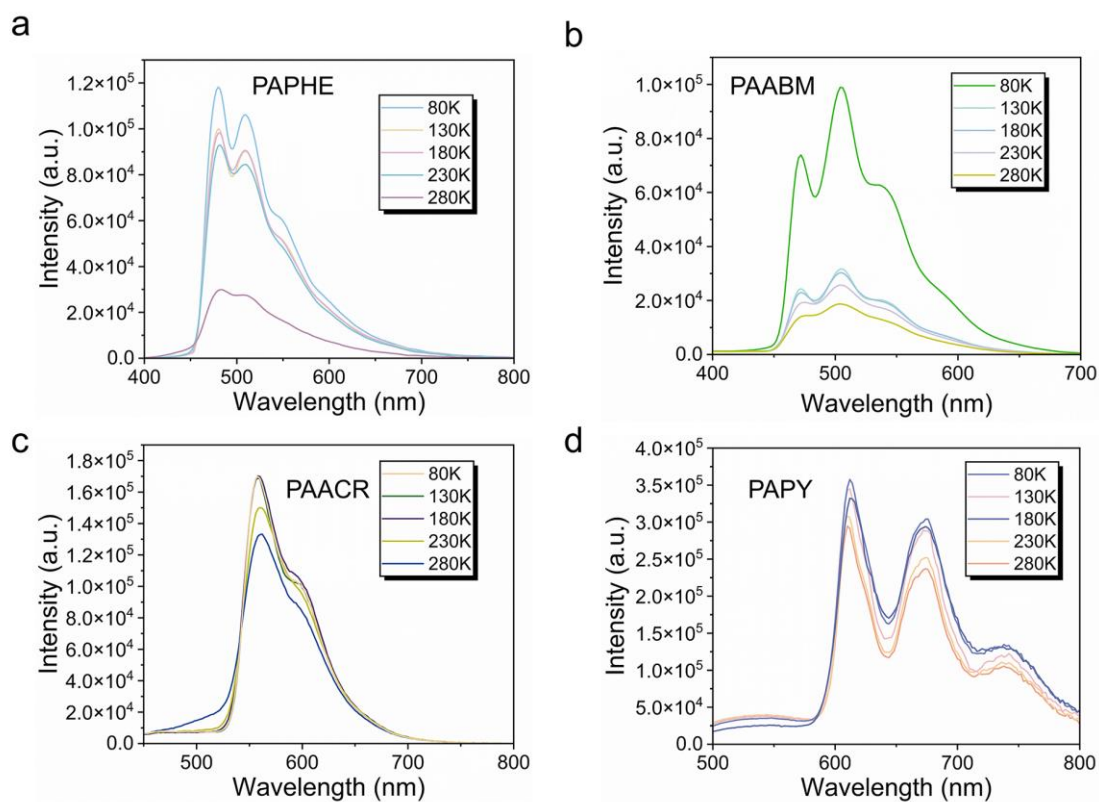 a
PAPHE
80K
130K
180K
230K
280K
1.2×10⁵
1.0×10⁵
8.0×10⁴
6.0×10⁴
4.0×10⁴
2.0×10⁴
0.0
Intensity (a.u.)
400 500 600 700 800
Wavelength (nm)
b
PAABM
80K
130K
180K
230K
280K
1.0×10⁵
8.0×10⁴
6.0×10⁴
4.0×10⁴
2.0×10⁴
0.0
Intensity (a.u.)
400 500 600 700
Wavelength (nm)
c
PAACR
80K
130K
180K
230K
280K
1.8×10⁵
1.6×10⁵
1.4×10⁵
1.2×10⁵
1.0×10⁵
8.0×10⁴
6.0×10⁴
4.0×10⁴
2.0×10⁴
0.0
Intensity (a.u.)
500 600 700 800
Wavelength (nm)
d
PAPY
80K
130K
180K
230K
280K
4.0×10⁵
3.5×10⁵
3.0×10⁵
2.5×10⁵
2.0×10⁵
1.5×10⁵
1.0×10⁵
5.0×10⁴
0.0
Intensity (a.u.)
500 600 700 800
Wavelength (nm)